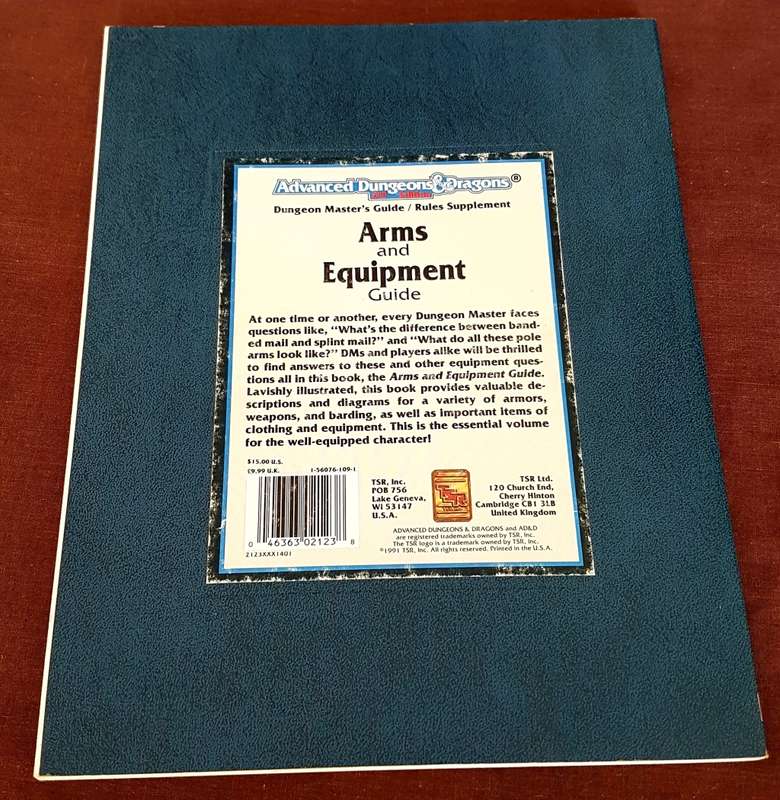 Advanced Dungeons & Dragons®
2nd Edition
Dungeon Master's Guide / Rules Supplement
Arms
and
Equipment
Guide
At one time or another, every Dungeon Master faces
questions like, "What's the difference between band-
ed mail and splint mail?" and "What do all these pole
arms look like?" DMs and players alike will be thrilled
to find answers to these and other equipment ques-
tions all in this book, the Arms and Equipment Guide.
Lavishly illustrated, this book provides valuable de-
scriptions and diagrams for a variety of armors,
weapons, and barding, as well as important items of
clothing and equipment. This is the essential volume
for the well-equipped character!
$15.00 U.S.
£9.99 U.K.
1-56076-109-1
0 46363 02123 8
2123XXX1401
TSR, Inc.
POB 756
Lake Geneva,
WI 53147
U.S.A.
TSR
TSR Ltd.
120 Church End,
Cherry Hinton
Cambridge CB1 3LB
United Kingdom
ADVANCED DUNGEONS & DRAGONS and AD&D
are registered trademarks owned by TSR, Inc.
The TSR logo is a trademark owned by TSR, Inc.
©1991 TSR, Inc. All rights reserved. Printed in the U.S.A.